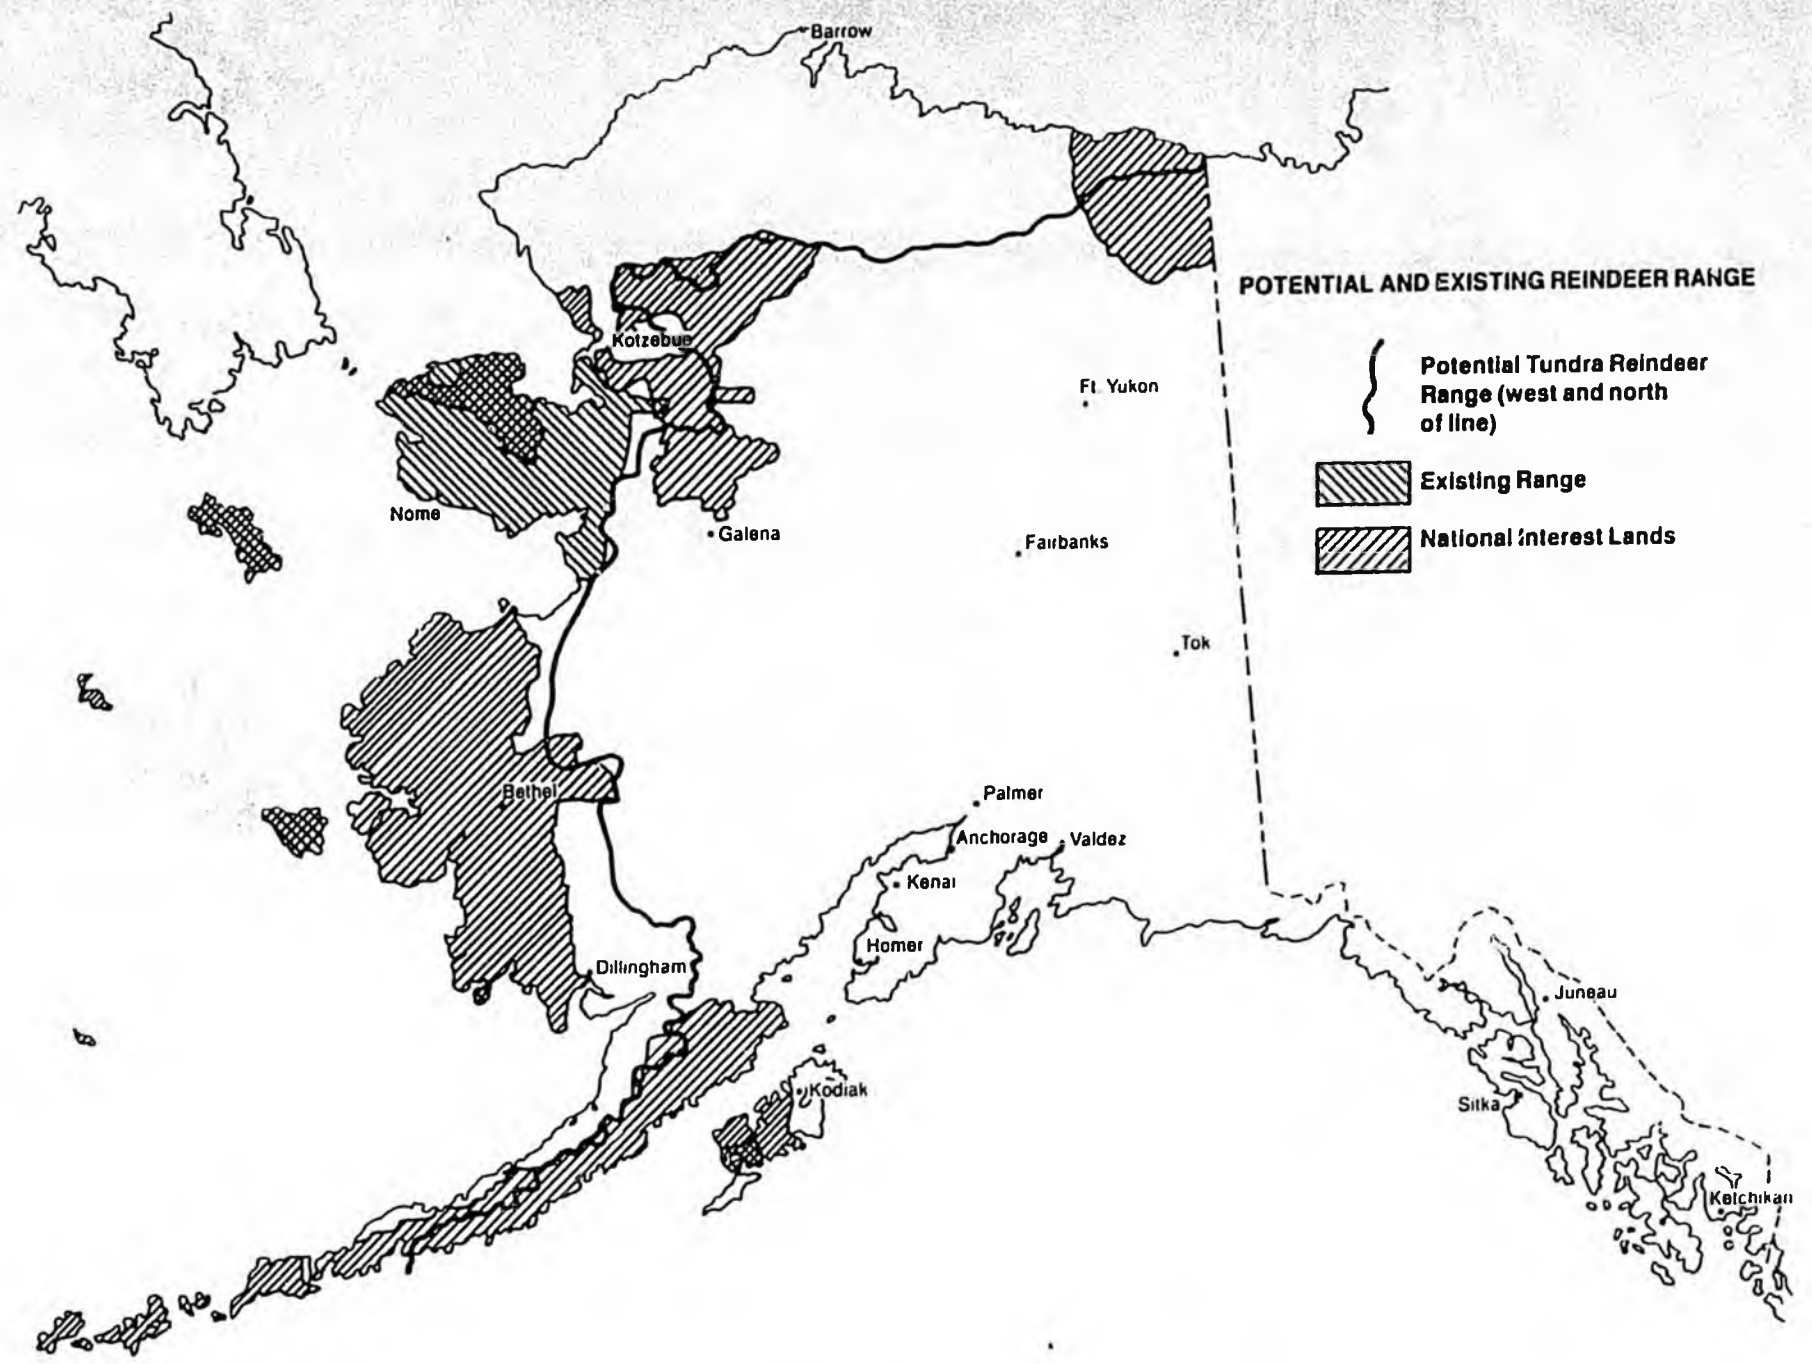 Barrow
POTENTIAL AND EXISTING REINDEER RANGE
Kotzebue
Potential Tundra Reindeer
Range (west and north
of line)
Ft. Yukon
Existing Range
Nome
Galena
Fairbanks
National Interest Lands
Tok
Bethel
Palmer
Anchorage
Valdez
Kenai
Homer
Dillingham
Juneau
Kodiak
Sitka
Ketchikan